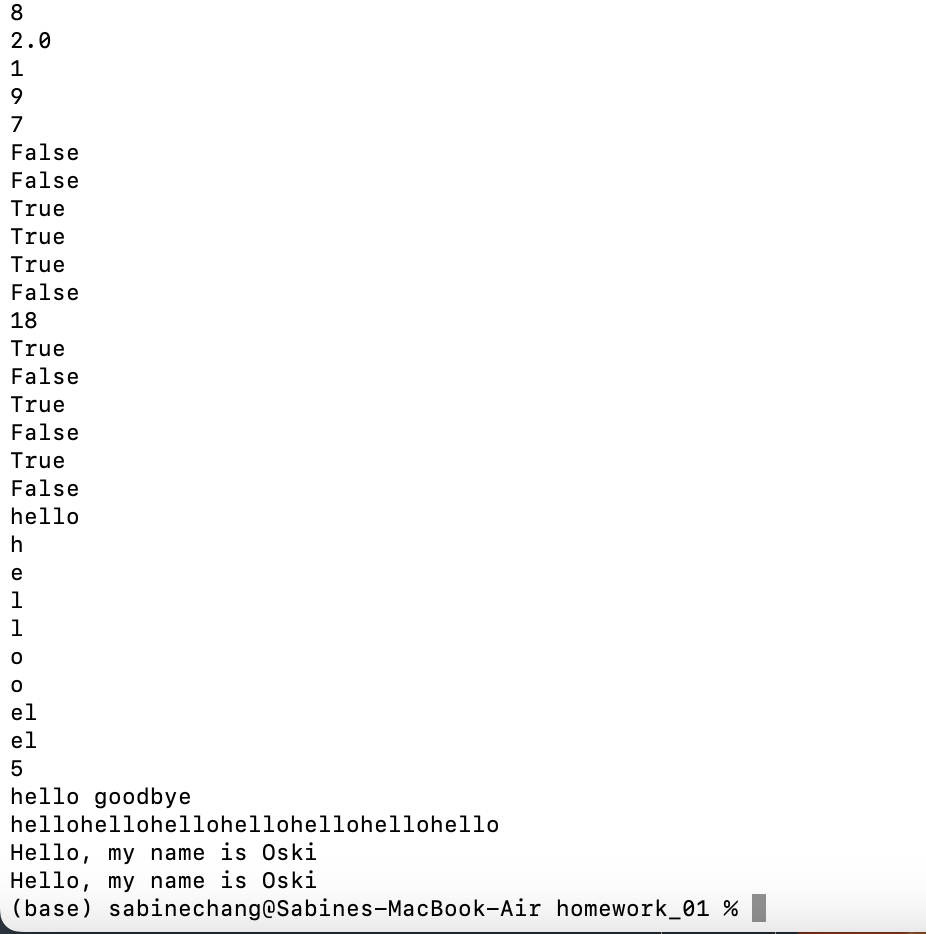 8
2.0
1
9
7
False
False
True
True
True
False
18
True
False
True
False
True
False
hello
h
e
l
l
o
o
el
el
5
hello goodbye
hellohellohellohellohellohellohello
Hello, my name is Oski
Hello, my name is Oski
(base) sabinechang@Sabines-MacBook-Air homework_01 %